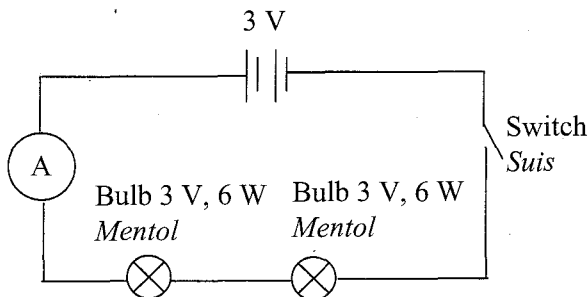 3 V
Switch
Suis
A
Bulb 3 V, 6 W
Mentol
Bulb 3 V, 6 W
Mentol